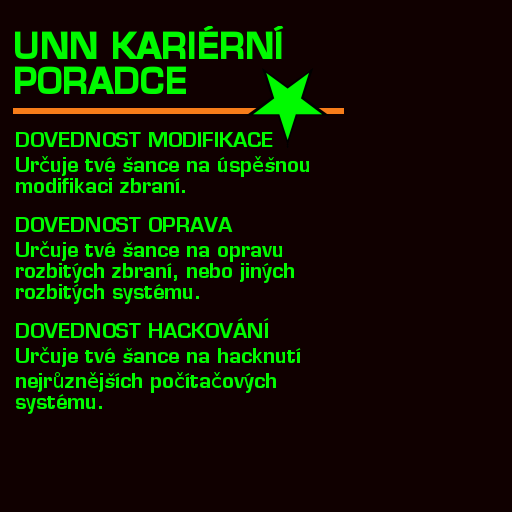 UNN KARIÉRNÍ
PORADCE
DOVEDNOST MODIFIKACE
Určuje tvé šance na úspěšnou
modifikaci zbraní.
DOVEDNOST OPRAVA
Určuje tvé šance na opravu
rozbitých zbraní, nebo jiných
rozbitých systému.
DOVEDNOST HACKOVÁNÍ
Určuje tvé šance na hacknutí
nejrůznějších počítačových
systému.